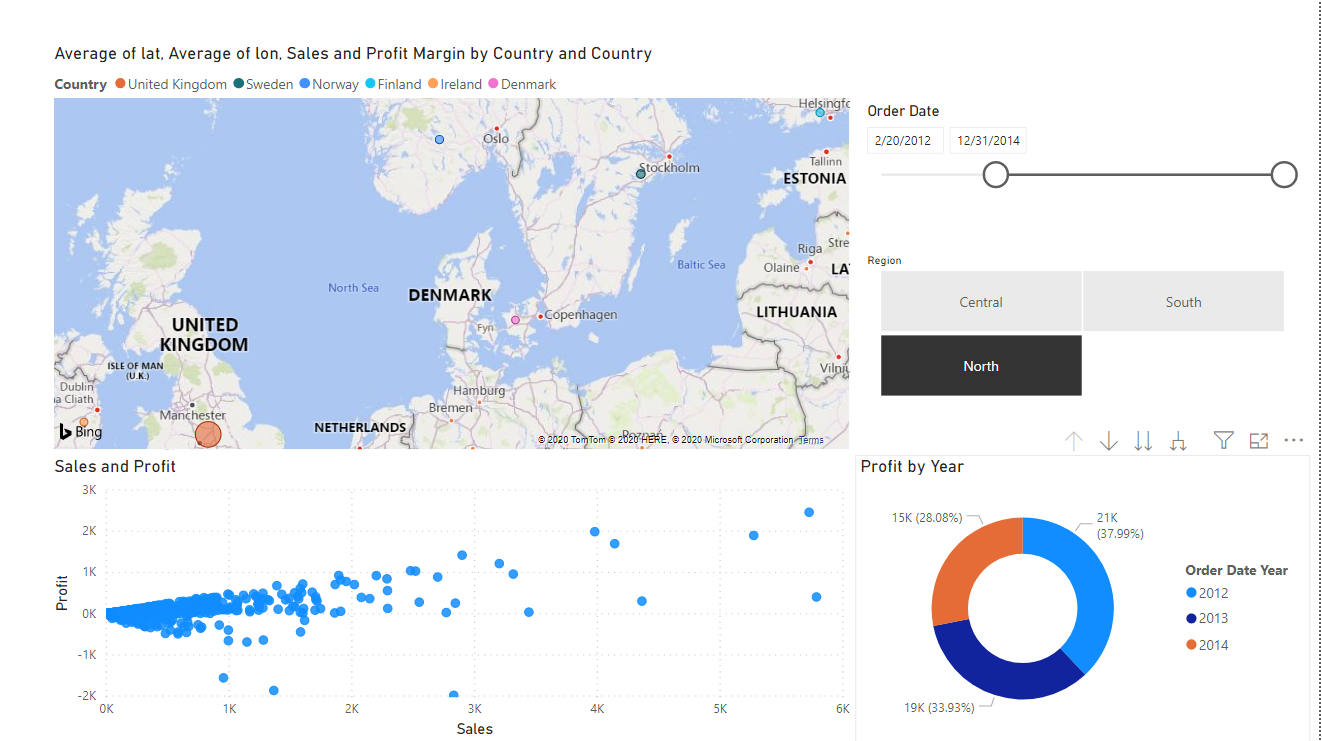 Average of lat, Average of lon, Sales and Profit Margin by Country and Country
Country United Kingdom Sweden Norway Finland Ireland Denmark
Helsingfo
Oslo
Stockholm
Tallinn
ESTONIA
Riga
Stre
Baltic Sea
Olaine
LA
North Sea
DENMARK
Copenhagen
LITHUANIA
UNITED
KINGDOM
Fyn
ISLE OF MAN
(U.K.)
Vilni
Dublin
a Cliath
Hamburg
Manchester
Bremen
NETHERLANDS
Bing
Poznań
© 2020 TomTom © 2020 HERE, © 2020 Microsoft Corporation Terms
Order Date
2/20/2012 12/31/2014
Region
Central South
North
Sales and Profit
3K
2K
1K
0K
-1K
-2K
Profit
0K 1K 2K 3K 4K 5K 6K
Sales
Profit by Year
15K (28.08%)
21K
(37.99%)
19K (33.93%)
Order Date Year
2012
2013
2014